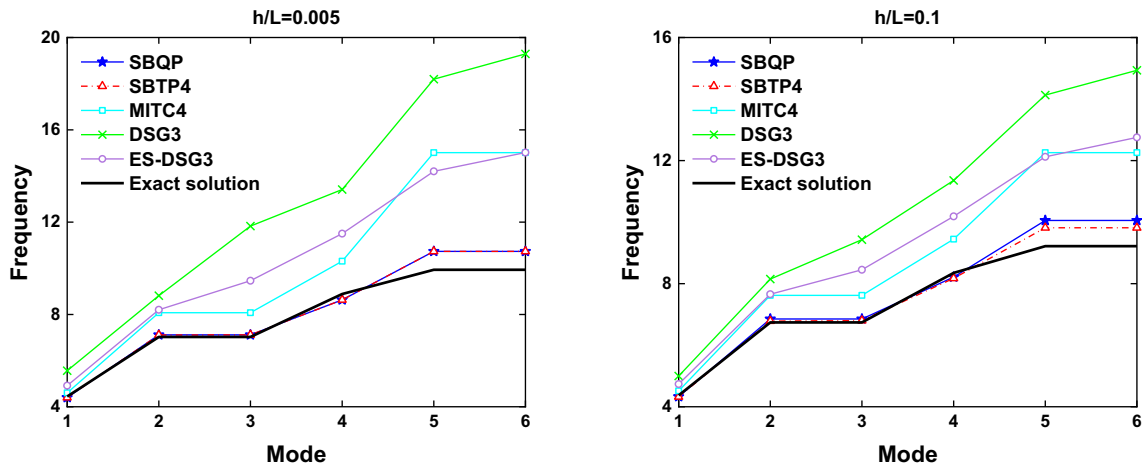 h/L=0.005
20
16
12
8
4
Frequency
SBQP
SBTP4
MITC4
DSG3
ES-DSG3
Exact solution
1 2 3 4 5 6
Mode
h/L=0.1
16
12
8
4
Frequency
SBQP
SBTP4
MITC4
DSG3
ES-DSG3
Exact solution
1 2 3 4 5 6
Mode